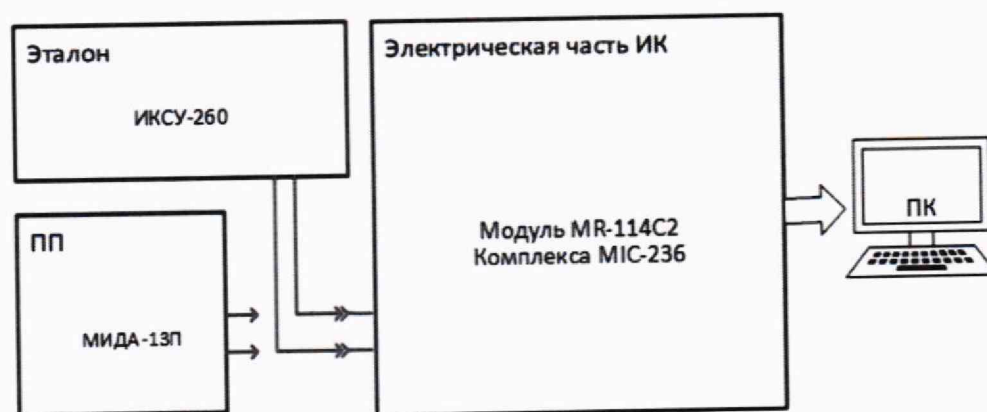 Эталон
ИКСУ-260
ПП
МИДА-13П
Электрическая часть ИК
Модуль MR-114C2
Комплекса MIC-236
ПК